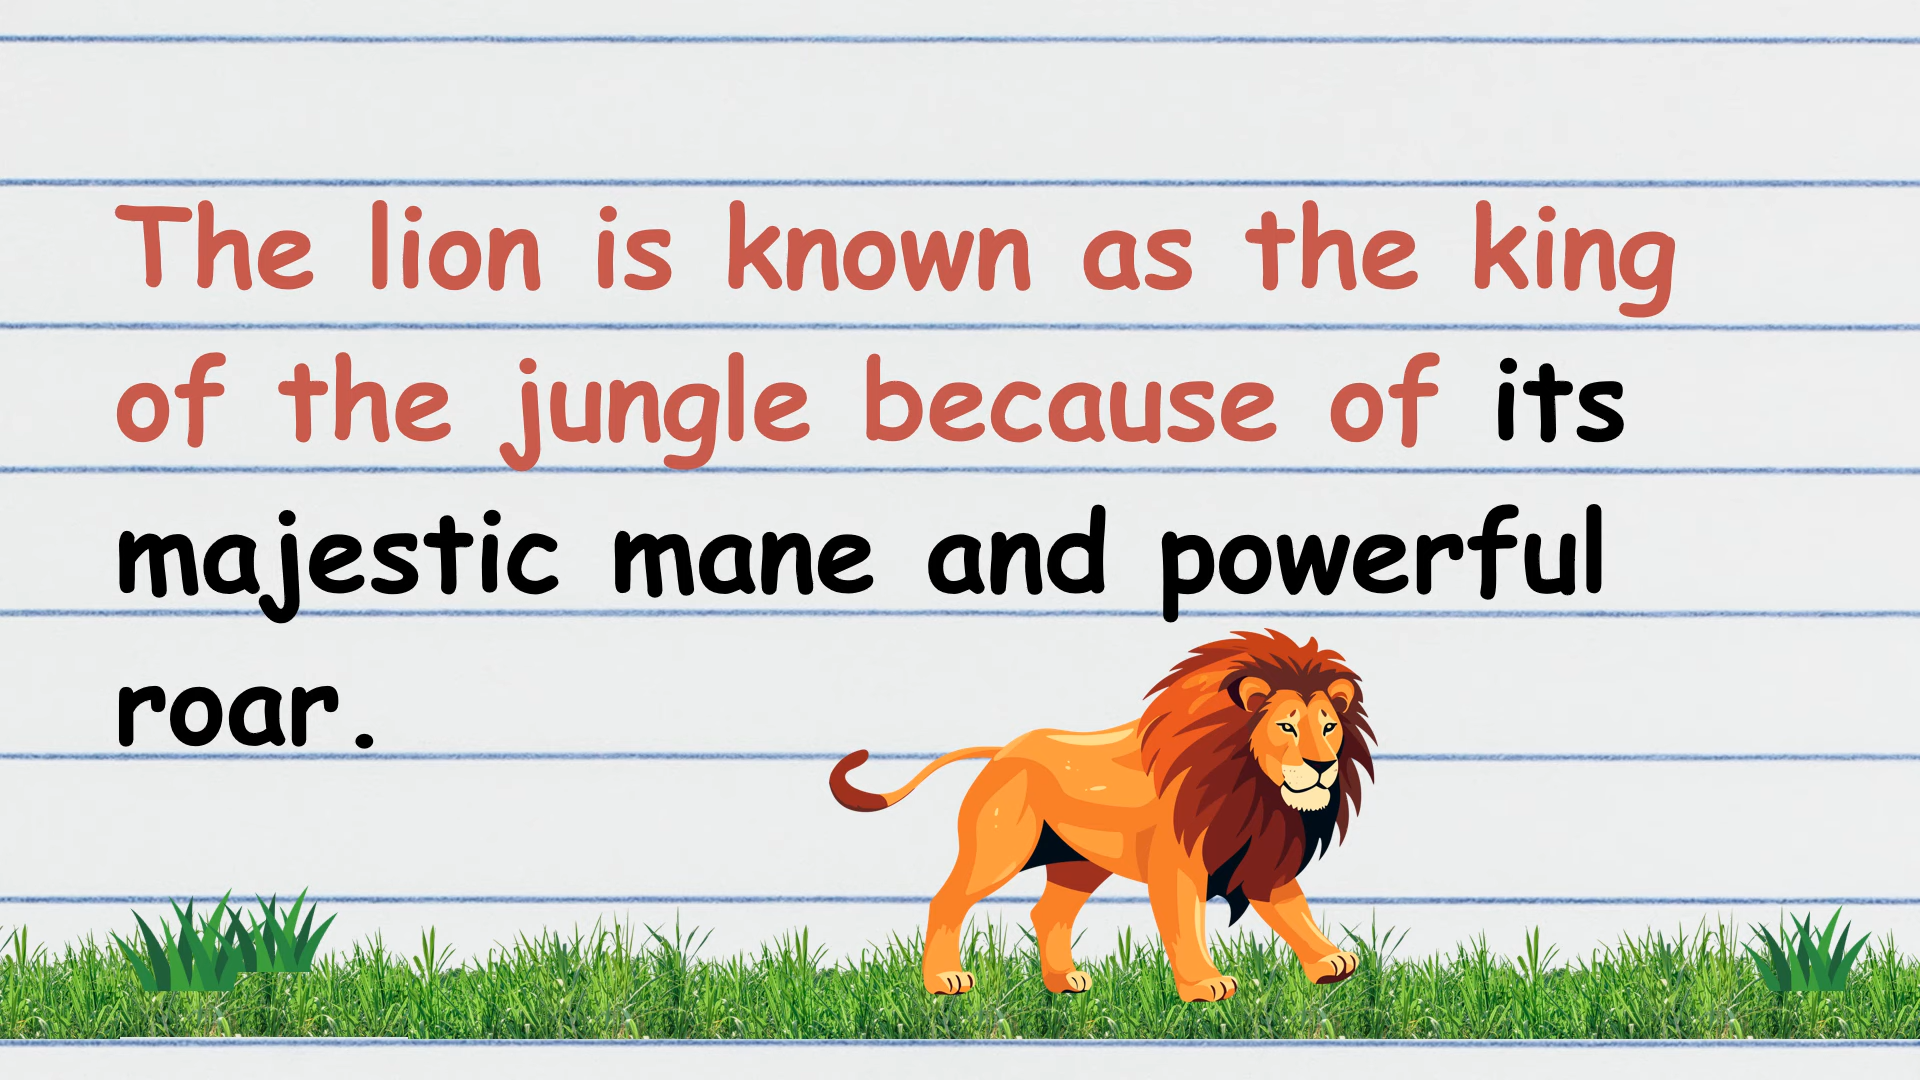 The lion is known as the king
of the jungle because of its
majestic mane and powerful
roar.